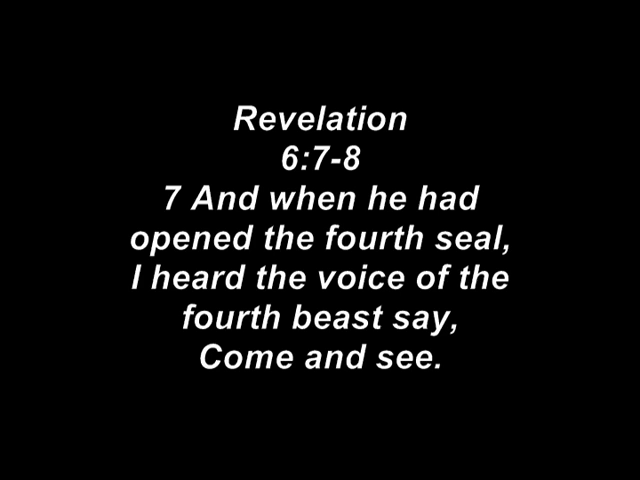 Revelation
6:7-8
7 And when he had
opened the fourth seal,
I heard the voice of the
fourth beast say,
Come and see.